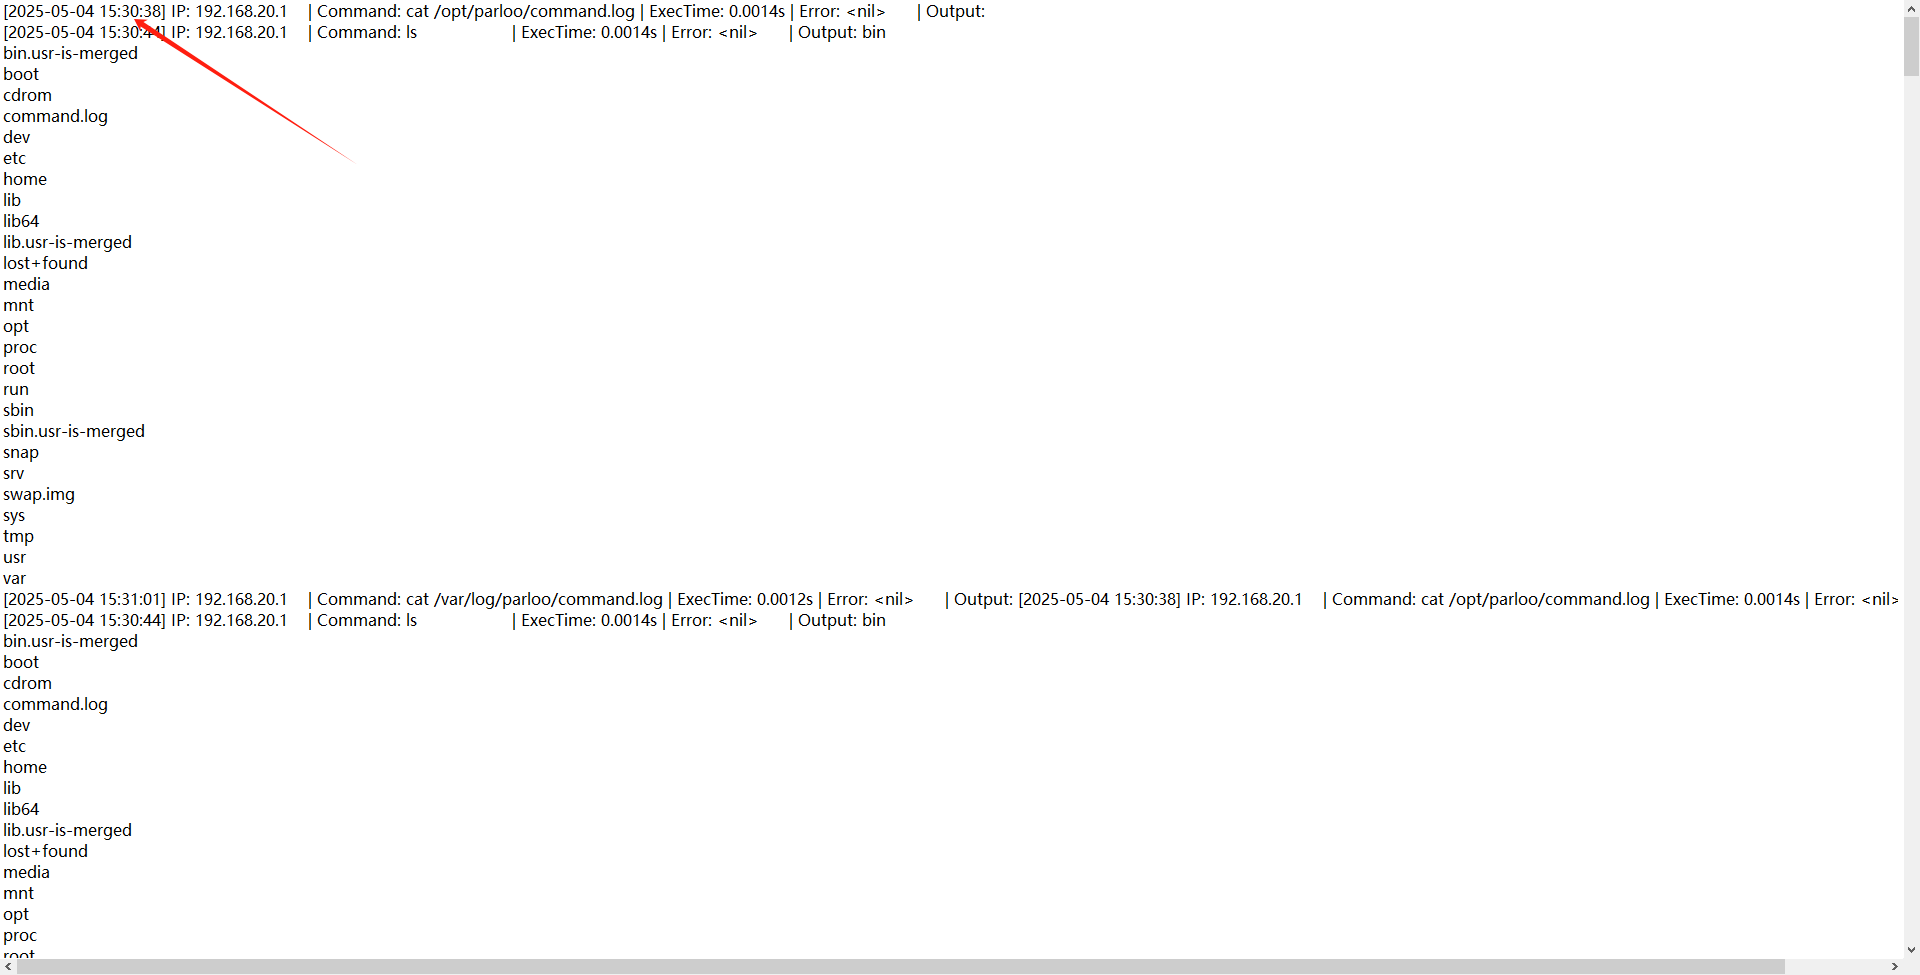 [2025-05-04 15:30:38] IP: 192.168.20.1 | Command: cat /opt/parloo/command.log | ExecTime: 0.0014s | Error: <nil> | Output:
[2025-05-04 15:30:44] IP: 192.168.20.1 | Command: ls | ExecTime: 0.0014s | Error: <nil> | Output: bin
bin.usr-is-merged
boot
cdrom
command.log
dev
etc
home
lib
lib64
lib.usr-is-merged
lost+found
media
mnt
opt
proc
root
run
sbin
sbin.usr-is-merged
snap
srv
swap.img
sys
tmp
usr
var
[2025-05-04 15:31:01] IP: 192.168.20.1 | Command: cat /var/log/parloo/command.log | ExecTime: 0.0012s | Error: <nil> | Output: [2025-05-04 15:30:38] IP: 192.168.20.1 | Command: cat /opt/parloo/command.log | ExecTime: 0.0014s | Error: <nil>
[2025-05-04 15:30:44] IP: 192.168.20.1 | Command: ls | ExecTime: 0.0014s | Error: <nil> | Output: bin
bin.usr-is-merged
boot
cdrom
command.log
dev
etc
home
lib
lib64
lib.usr-is-merged
lost+found
media
mnt
opt
proc
root